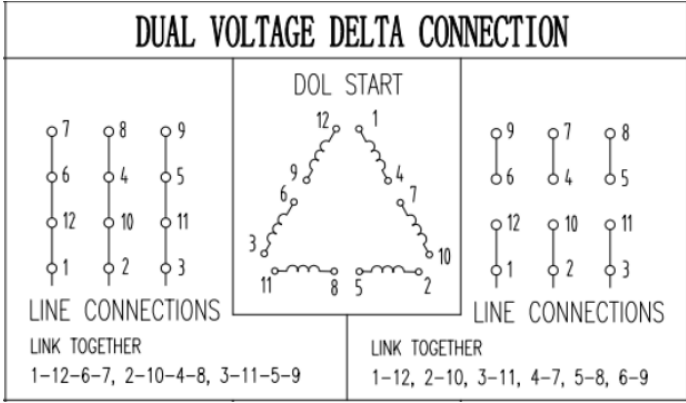 DUAL VOLTAGE DELTA CONNECTION
7 8 9
6 4 5
12 10 11
1 2 3
LINE CONNECTIONS
LINK TOGETHER
1-12-6-7, 2-10-4-8, 3-11-5-9
DOL START
12 1
9 4
6 7
3 10
11 8 5 2
9 7 8
6 4 5
12 10 11
1 2 3
LINE CONNECTIONS
LINK TOGETHER
1-12, 2-10, 3-11, 4-7, 5-8, 6-9